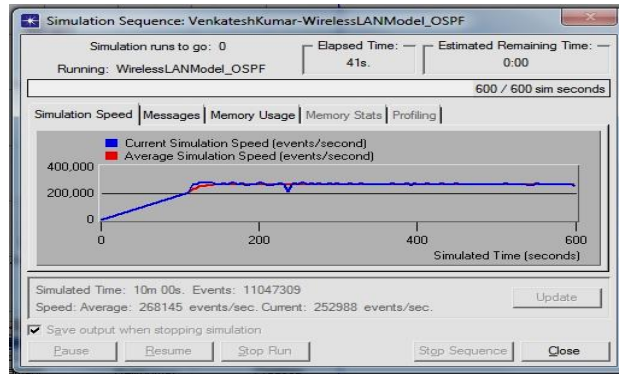 Simulation Sequence: VenkateshKumar-WirelessLANModel_OSPF
Simulation runs to go: 0
Running: WirelessLANModel_OSPF
Elapsed Time:
41s.
Estimated Remaining Time:
0:00
600 / 600 sim seconds
Simulation Speed Messages Memory Usage Memory Stats Profiling
Current Simulation Speed (events/second)
Average Simulation Speed (events/second)
400,000
200,000
0
0 200 400 600
Simulated Time (seconds)
Simulated Time: 10m 00s. Events: 11047309
Speed: Average: 268145 events/sec. Current: 252988 events/sec.
Update
Save output when stopping simulation
Pause Resume Stop Run Stop Sequence Close